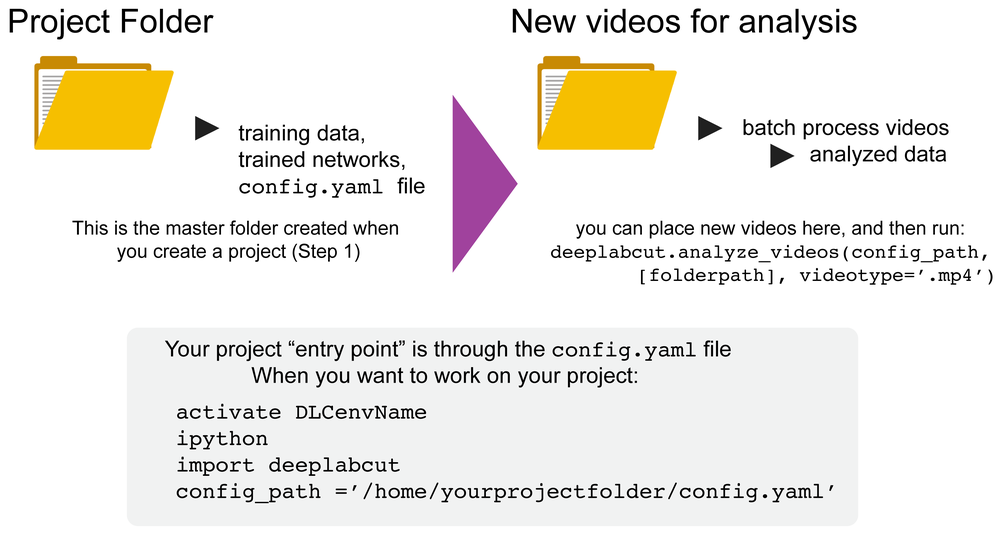 Project Folder
training data,
trained networks,
config.yaml file
This is the master folder created when
you create a project (Step 1)
New videos for analysis
batch process videos
analyzed data
you can place new videos here, and then run:
deeplabcut.analyze_videos(config_path,
[folderpath], videotype=’.mp4’)
Your project “entry point” is through the config.yaml file
When you want to work on your project:
activate DLCenvName
ipython
import deeplabcut
config_path =’/home/yourprojectfolder/config.yaml’